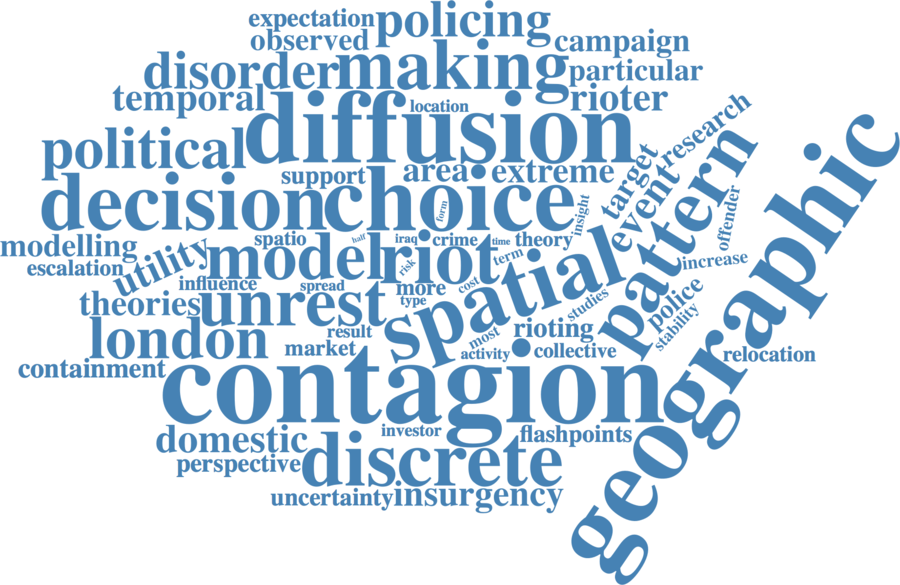 expectation
policing
observed
campaign
disorder
making
particular
temporal
location
rioter
diffusion
research
political
area
extreme
target
support
event
pattern
geographic
decision
choice
form
insight
offender
modelling
utility
spatio
half
iraq
crime
time
theory
escalation
model
riot
risk
term
spatial
increase
influence
spread
more
cost
theories
unrest
type
studies
police
london
result
most
rioting
stability
market
activity
collective
relocation
containment
contagion
investor
flashpoints
domestic
perspective
discrete
uncertainty
insurgency